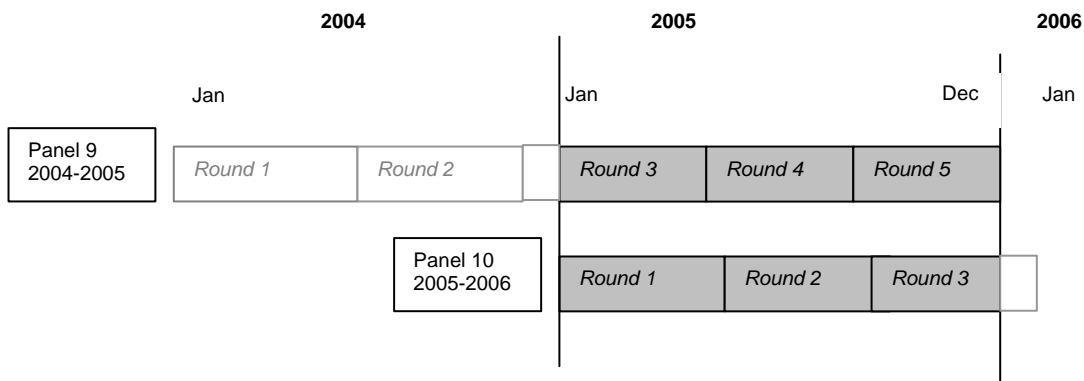 2004 2005 2006
Jan Jan Dec Jan
Panel 9
2004-2005
Round 1 Round 2 Round 3 Round 4 Round 5
Panel 10
2005-2006
Round 1 Round 2 Round 3